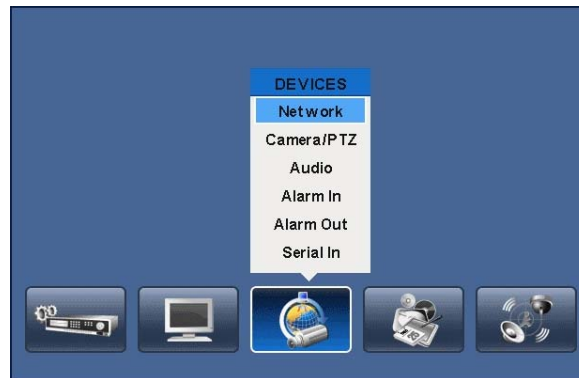 DEVICES
Network
Camera/PTZ
Audio
Alarm In
Alarm Out
Serial In